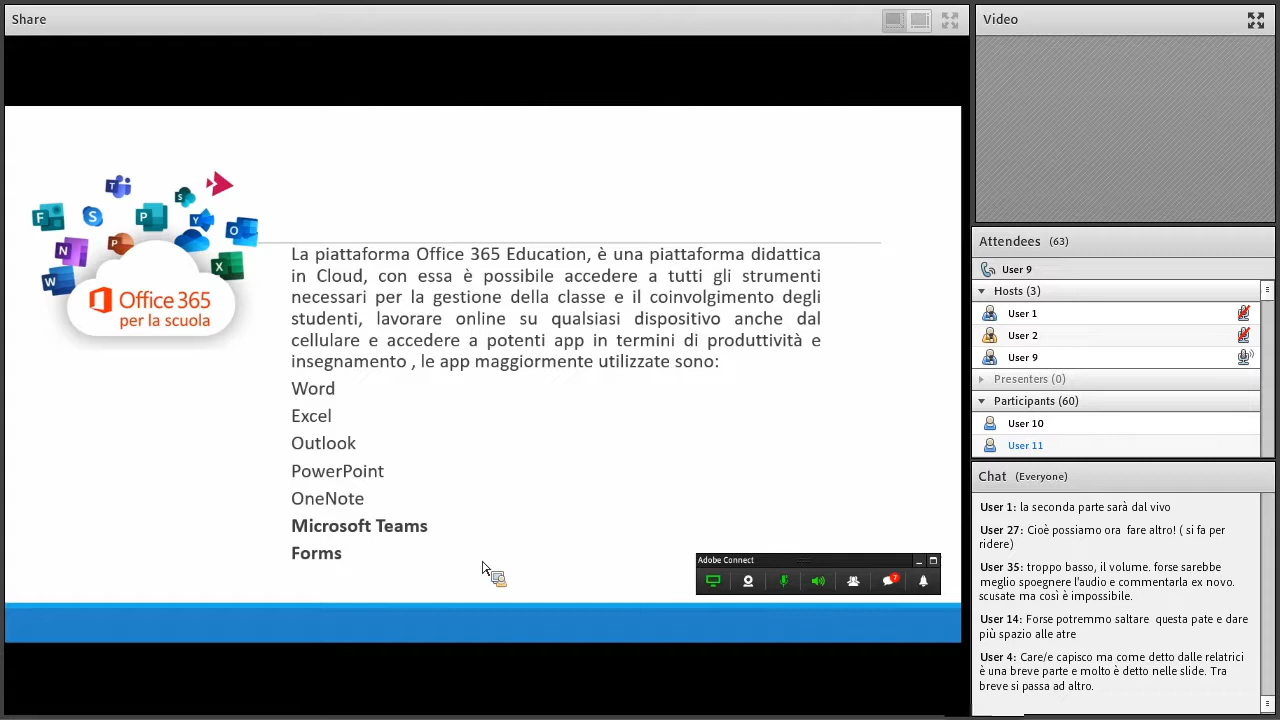 Share
Office 365
per la scuola
La piattaforma Office 365 Education, è una piattaforma didattica
in Cloud, con essa è possibile accedere a tutti gli strumenti
necessari per la gestione della classe e il coinvolgimento degli
studenti, lavorare online su qualsiasi dispositivo anche dal
cellulare e accedere a potenti app in termini di produttività e
insegnamento , le app maggiormente utilizzate sono:
Word
Excel
Outlook
PowerPoint
OneNote
Microsoft Teams
Forms
Adobe Connect
7
Video
Attendees (63)
User 9
Hosts (3)
User 1
User 2
User 9
Presenters (0)
Participants (60)
User 10
User 11
Chat (Everyone)
User 1: la seconda parte sarà dal vivo
User 27: Cioè possiamo ora fare altro! ( si fa per
ridere)
User 35: troppo basso, il volume. forse sarebbe
meglio spoegnere l'audio e commentarla ex novo.
scusate ma così è impossibile.
User 14: Forse potremmo saltare questa pate e dare
più spazio alle atre
User 4: Care/e capisco ma come detto dalle relatrici
è una breve parte e molto è detto nelle slide. Tra
breve si passa ad altro.